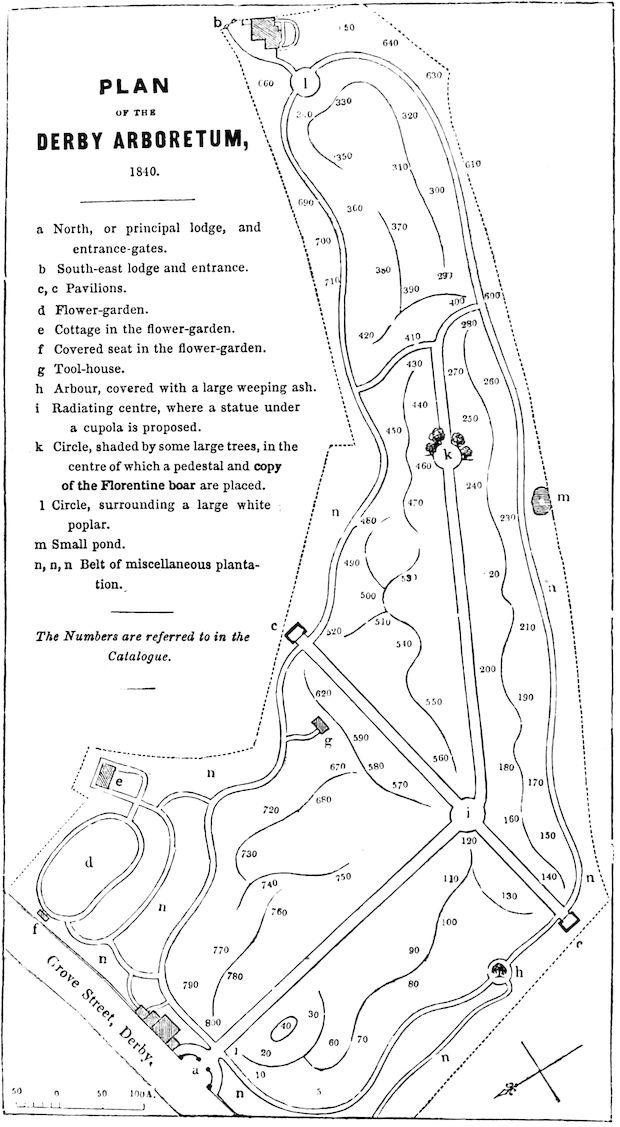 PLAN
OF THE
DERBY ARBORETUM,
1840.
a North, or principal lodge, and
entrance-gates.
b South-east lodge and entrance.
c, c Pavilions.
d Flower-garden.
e Cottage in the flower-garden.
f Covered seat in the flower-garden.
g Tool-house.
h Arbour, covered with a large weeping ash.
i Radiating centre, where a statue under
a cupola is proposed.
k Circle, shaded by some large trees, in the
centre of which a pedestal and copy
of the Florentine boar are placed.
l Circle, surrounding a large white
poplar.
m Small pond.
n, n, n Belt of miscellaneous planta-
tion.
The Numbers are referred to in the
Catalogue.
b
50
640
660
l
630
330
320
350
310
610
300
690
360
370
700
380
710
390
400
600
420
410
280
430
270
260
440
250
450
k
460
240
m
n
470
480
230
490
n
500
20
510
c
520
210
540
200
620
550
190
g
590
560
n
670
580
180
170
e
680
570
720
i
160
150
730
120
d
740
750
110
140
n
130
n
760
100
c
f
n
770
90
h
790
780
80
Grove Street, Derby.
800
40
30
60
70
1
20
n
a
10
n
5
50 0 50 100